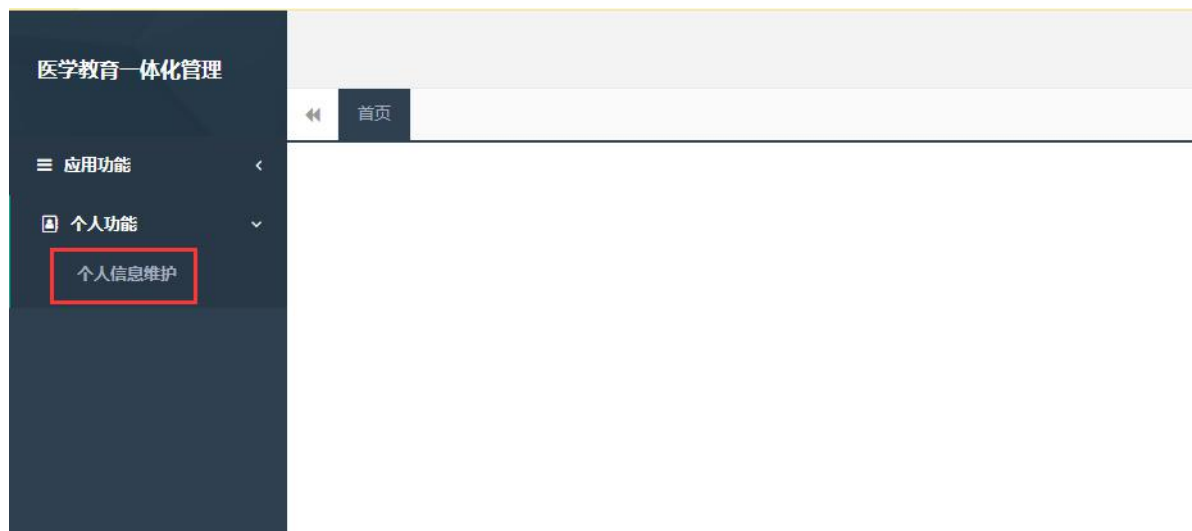 医学教育一体化管理
首页
应用功能
个人功能
个人信息维护